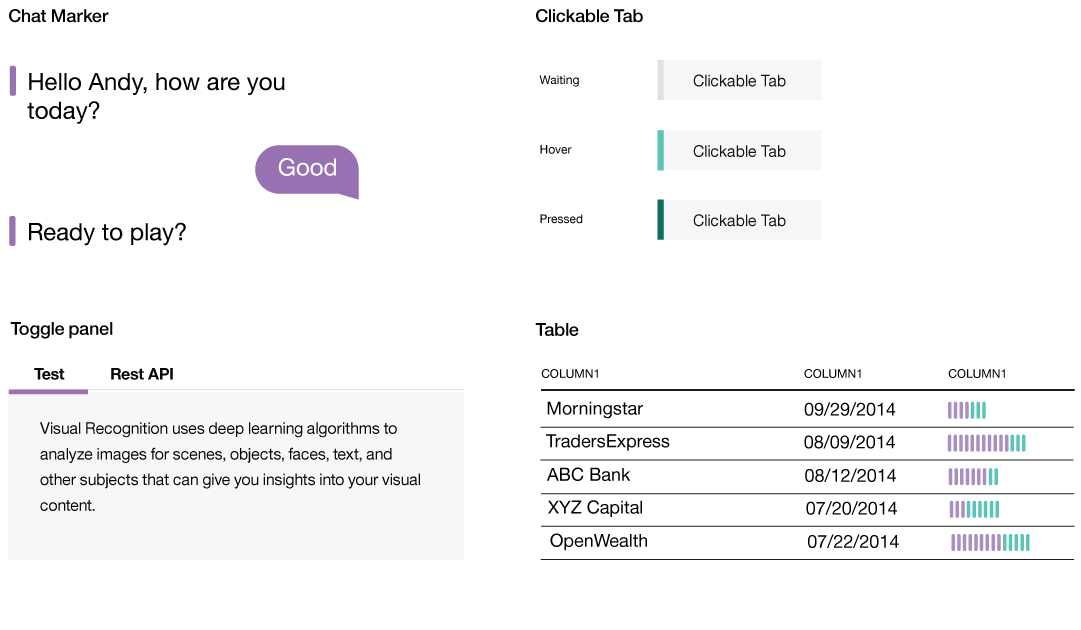 Chat Marker
Hello Andy, how are you
today?
Good
Ready to play?
Clickable Tab
Waiting
Clickable Tab
Hover
Clickable Tab
Pressed
Clickable Tab
Toggle panel
Test Rest API
Visual Recognition uses deep learning algorithms to
analyze images for scenes, objects, faces, text, and
other subjects that can give you insights into your visual
content.
Table
COLUMN1 COLUMN1 COLUMN1
Morningstar 09/29/2014
TradersExpress 08/09/2014
ABC Bank 08/12/2014
XYZ Capital 07/20/2014
OpenWealth 07/22/2014